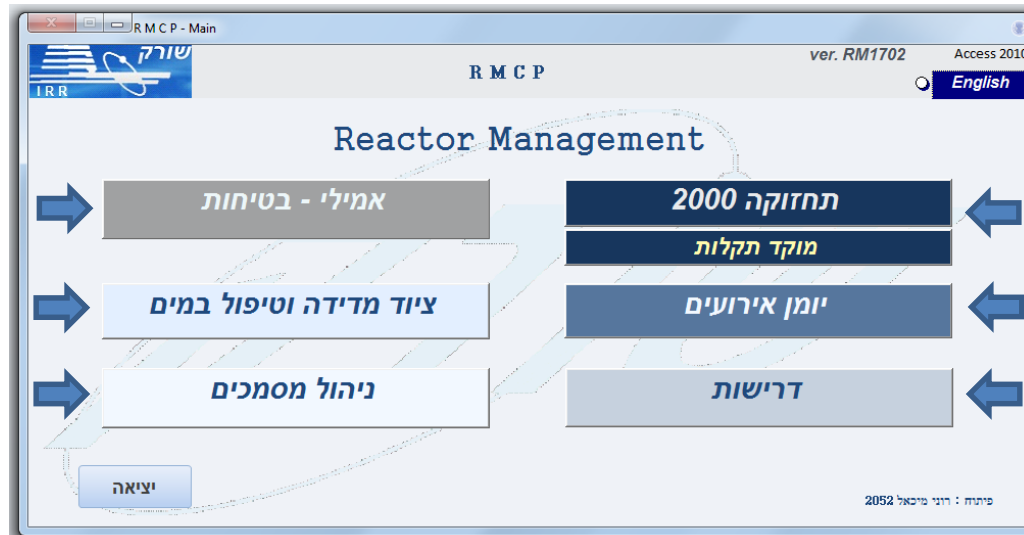 R M C P - Main
שורק
IRR
R M C P
ver. RM1702
Access 2010
English
Reactor Management
תחזוקה 2000
אמילי - בטיחות
מוקד תקלות
יומן אירועים
ציוד מדידה וטיפול במים
דרישות
ניהול מסמכים
יציאה
פיתוח : רוני מיכאל 2052